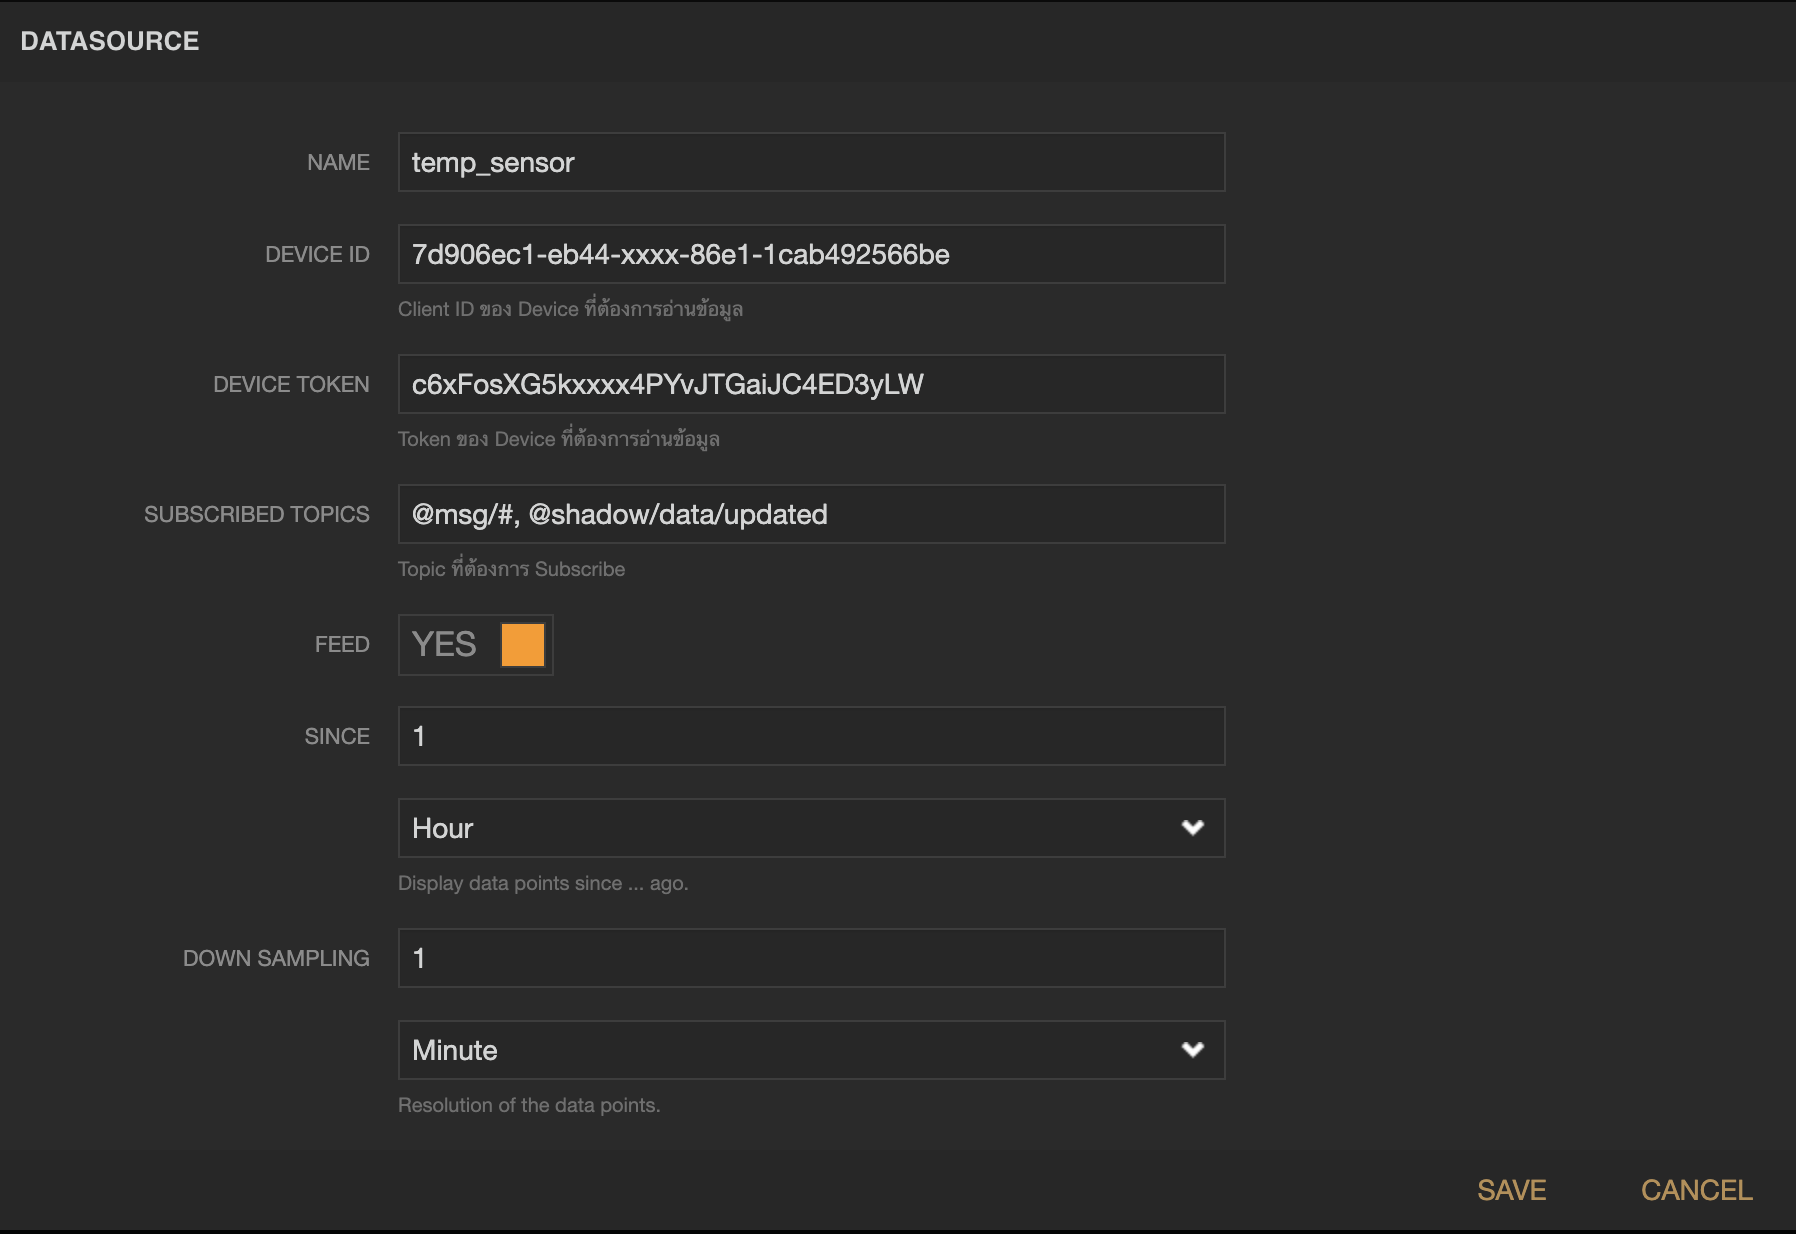 DATASOURCE
NAME temp_sensor
DEVICE ID 7d906ec1-eb44-xxxx-86e1-1cab492566be
Client ID ของ Device ที่ต้องการอ่านข้อมูล
DEVICE TOKEN c6xFosXG5kxxxx4PYvJTGaiJC4ED3yLW
Token ของ Device ที่ต้องการอ่านข้อมูล
SUBSCRIBED TOPICS @msg/#, @shadow/data/updated
Topic ที่ต้องการ Subscribe
FEED YES
SINCE 1
Hour
Display data points since ... ago.
DOWN SAMPLING 1
Minute
Resolution of the data points.
SAVE CANCEL